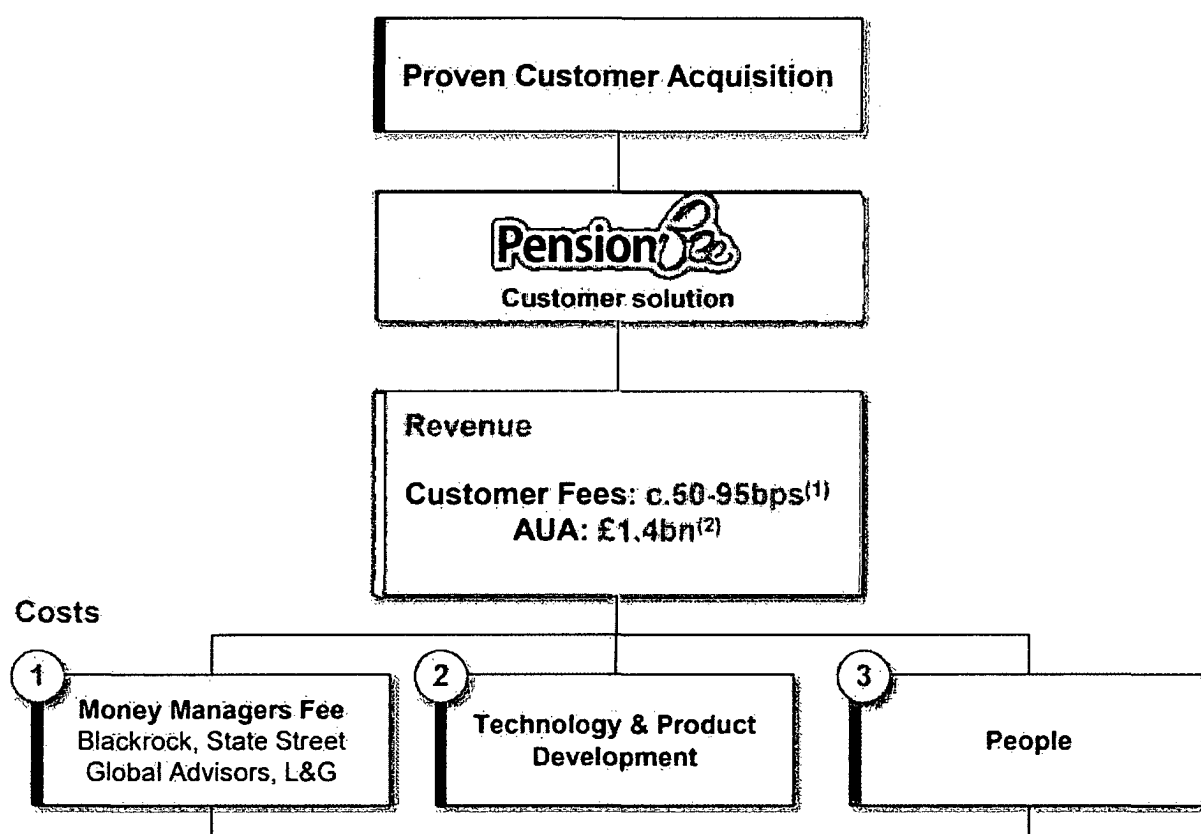 Proven Customer Acquisition
PensionBee
Customer solution
Revenue
Customer Fees: c.50-95bps(1)
AUA: £1.4bn(2)
Costs
1
Money Managers Fee
Blackrock, State Street
Global Advisors, L&G
2
Technology & Product
Development
3
People